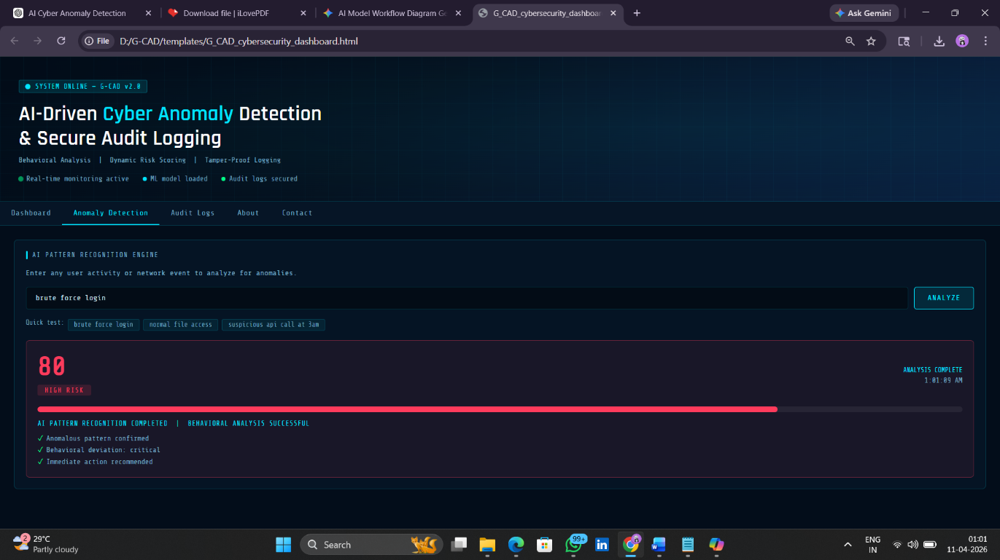 AI Cyber Anomaly Detection
Download file | iLovePDF
AI Model Workflow Diagram Ge
G_CAD_cybersecurity_dashboar
Ask Gemini
File
D:/G-CAD/templates/G_CAD_cybersecurity_dashboard.html
SYSTEM ONLINE — G-CAD v2.0
AI-Driven Cyber Anomaly Detection
& Secure Audit Logging
Behavioral Analysis | Dynamic Risk Scoring | Tamper-Proof Logging
Real-time monitoring active ML model loaded Audit logs secured
Dashboard Anomaly Detection Audit Logs About Contact
AI PATTERN RECOGNITION ENGINE
Enter any user activity or network event to analyze for anomalies.
brute force login
ANALYZE
Quick test: brute force login normal file access suspicious api call at 3am
80
HIGH RISK
ANALYSIS COMPLETE
1:01:09 AM
AI PATTERN RECOGNITION COMPLETED | BEHAVIORAL ANALYSIS SUCCESSFUL
✓ Anomalous pattern confirmed
✓ Behavioral deviation: critical
✓ Immediate action recommended
2
29°C
Partly cloudy
Search
99+
in
W
ENG
IN
01:01
11-04-2026